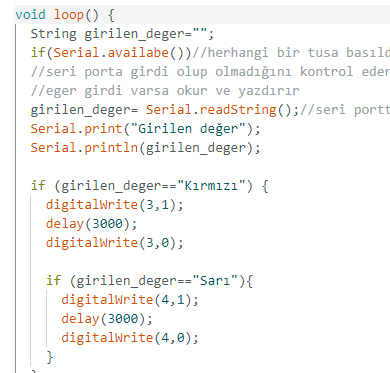 void loop() {
String girilen_deger="";
if(Serial.availabe())//herhangi bir tusa basıld
//seri porta girdi olup olmadığını kontrol eder
//eger girdi varsa okur ve yazdırır
girilen_deger= Serial.readString();//seri portt
Serial.print("Girilen değer");
Serial.println(girilen_deger);
if (girilen_deger=="Kırmızı") {
digitalWrite(3,1);
delay(3000);
digitalWrite(3,0);
if (girilen_deger=="Sarı"){
digitalWrite(4,1);
delay(3000);
digitalWrite(4,0);
}